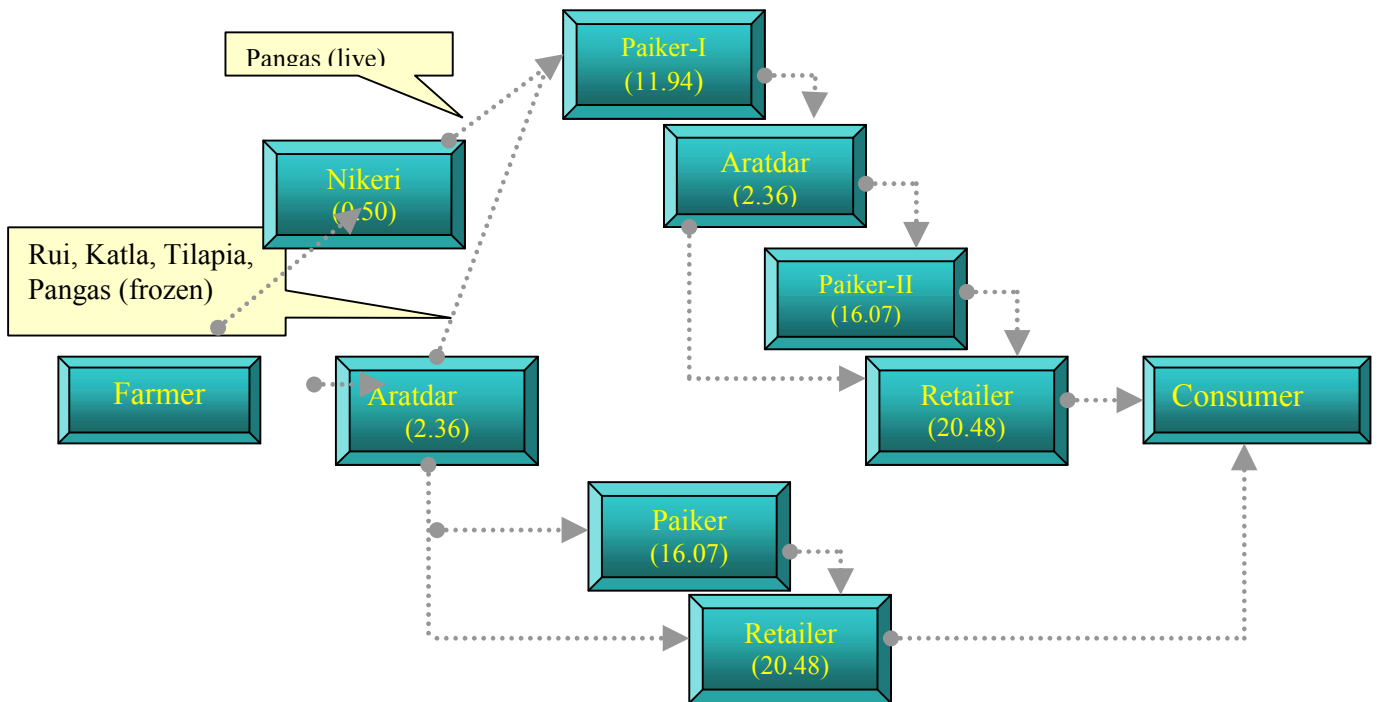 Pangas (live)
Paiker-I
(11.94)
Nikeri
(0.50)
Aratdar
(2.36)
Rui, Katla, Tilapia,
Pangas (frozen)
Paiker-II
(16.07)
Farmer
Aratdar
(2.36)
Retailer
(20.48)
Consumer
Paiker
(16.07)
Retailer
(20.48)